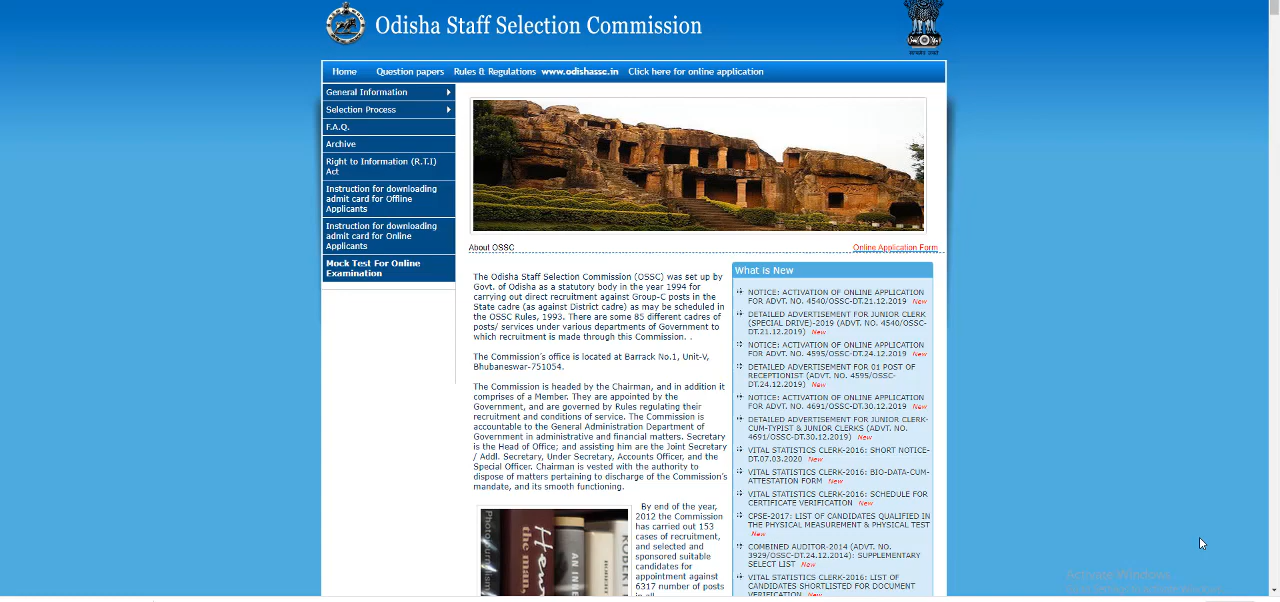 Odisha Staff Selection Commission
सत्यमेव जयते
Home Question papers Rules & Regulations www.odishassc.in Click here for online application
General Information
Selection Process
F.A.Q.
Archive
Right to Information (R.T.I)
Act
Instruction for downloading
admit card for Offline
Applicants
Instruction for downloading
admit card for Online
Applicants
Mock Test For Online
Examination
About OSSC
Online Application Form
The Odisha Staff Selection Commission (OSSC) was set up by
Govt. of Odisha as a statutory body in the year 1994 for
carrying out direct recruitment against Group-C posts in the
State cadre (as against District cadre) as may be scheduled in
the OSSC Rules, 1993. There are some 85 different cadres of
posts/ services under various departments of Government to
which recruitment is made through this Commission. .
The Commission's office is located at Barrack No.1, Unit-V,
Bhubaneswar-751054.
The Commission is headed by the Chairman, and in addition it
comprises of a Member. They are appointed by the
Government, and are governed by Rules regulating their
recruitment and conditions of service. The Commission is
accountable to the General Administration Department of
Government in administrative and financial matters. Secretary
is the Head of Office; and assisting him are the Joint Secretary
/ Addl. Secretary, Under Secretary, Accounts Officer, and the
Special Officer. Chairman is vested with the authority to
dispose of matters pertaining to discharge of the Commission's
mandate, and its smooth functioning.
By end of the year,
2012 the Commission
has carried out 153
cases of recruitment,
and selected and
sponsored suitable
candidates for
appointment against
6317 number of posts
in all
What is New
NOTICE: ACTIVATION OF ONLINE APPLICATION
FOR ADVT. NO. 4540/OSSC-DT.21.12.2019 New
DETAILED ADVERTISEMENT FOR JUNIOR CLERK
(SPECIAL DRIVE)-2019 (ADVT. NO. 4540/OSSC-
DT.21.12.2019) New
NOTICE: ACTIVATION OF ONLINE APPLICATION
FOR ADVT. NO. 4595/OSSC-DT.24.12.2019 New
DETAILED ADVERTISEMENT FOR 01 POST OF
RECEPTIONIST (ADVT. NO. 4595/OSSC-
DT.24.12.2019) New
NOTICE: ACTIVATION OF ONLINE APPLICATION
FOR ADVT. NO. 4691/OSSC-DT.30.12.2019 New
DETAILED ADVERTISEMENT FOR JUNIOR CLERK-
CUM-TYPIST & JUNIOR CLERKS (ADVT. NO.
4691/OSSC-DT.30.12.2019) New
VITAL STATISTICS CLERK-2016: SHORT NOTICE-
DT.07.03.2020 New
VITAL STATISTICS CLERK-2016: BIO-DATA-CUM-
ATTESTATION FORM New
VITAL STATISTICS CLERK-2016: SCHEDULE FOR
CERTIFICATE VERIFICATION New
CPSE-2017: LIST OF CANDIDATES QUALIFIED IN
THE PHYSICAL MEASUREMENT & PHYSICAL TEST
New
COMBINED AUDITOR-2014 (ADVT. NO.
3929/OSSC-DT.24.12.2014): SUPPLEMENTARY
SELECT LIST New
VITAL STATISTICS CLERK-2016: LIST OF
CANDIDATES SHORTLISTED FOR DOCUMENT
VERIFICATION New
Photojournalism
the man,
AN IN
Activate Windows